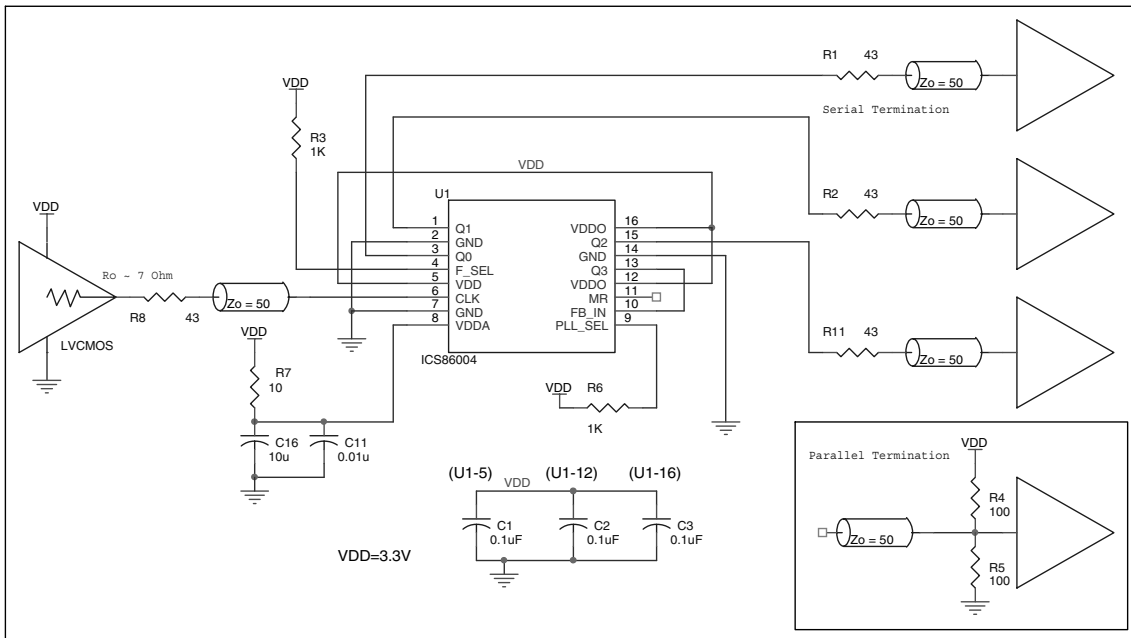 R1 43
Zo = 50
Serial Termination
VDD
R3
1K
VDD
R2 43
Zo = 50
U1
1 Q1
2 GND
3 Q0
4 F_SEL
5 VDD
6 CLK
7 GND
8 VDDA
VDDO 16
Q2 15
GND 14
Q3 13
VDDO 12
MR 11
FB_IN 10
PLL_SEL 9
ICS86004
VDD
Ro ~ 7 Ohm
R8 43
Zo = 50
LVCMOS
R11 43
Zo = 50
VDD
R7
10
C16
10u
C11
0.01u
VDD
R6
1K
(U1-5) (U1-12) (U1-16)
VDD
C1
0.1uF
C2
0.1uF
C3
0.1uF
VDD=3.3V
Parallel Termination
VDD
R4
100
Zo = 50
R5
100